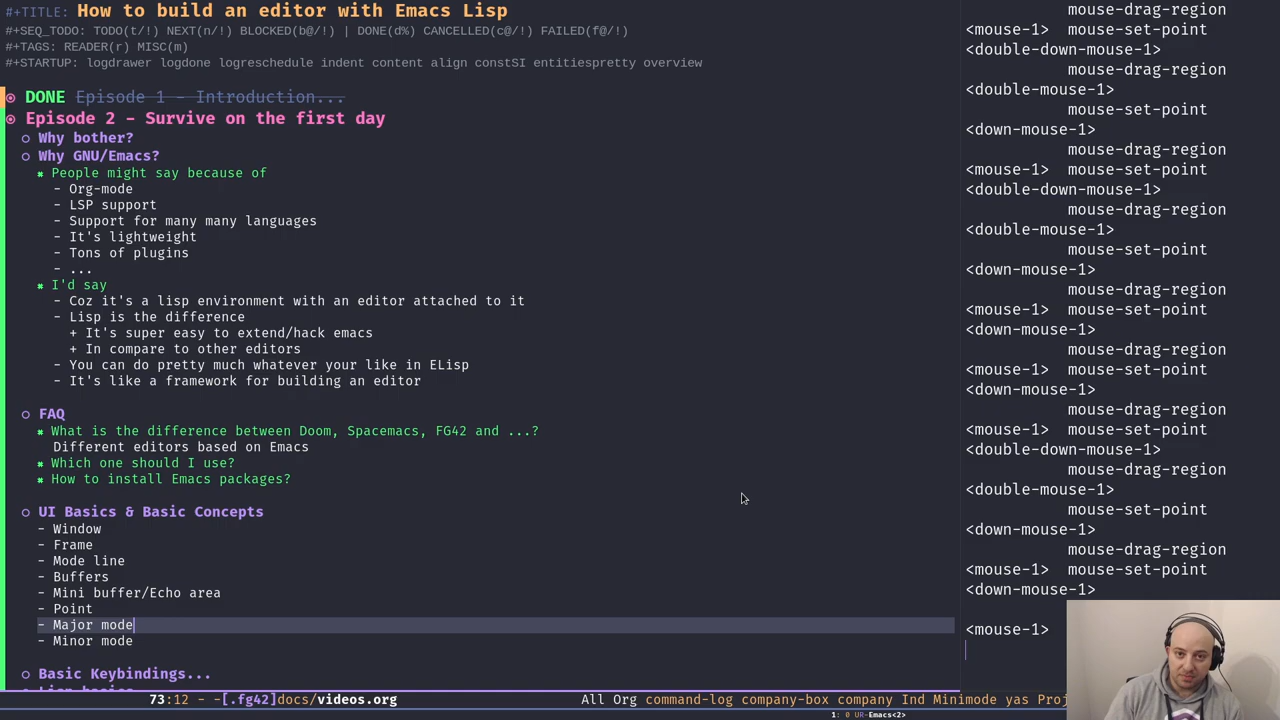 #+TITLE: How to build an editor with Emacs Lisp
#+SEQ_TODO: TODO(t/!) NEXT(n/!) BLOCKED(b@/!) | DONE(d%) CANCELLED(c@/!) FAILED(f@/!)
#+TAGS: READER(r) MISC(m)
#+STARTUP: logdrawer logdone logreschedule indent content align constSI entitiespretty overview
DONE Episode 1 - Introduction...
Episode 2 - Survive on the first day
Why bother?
Why GNU/Emacs?
People might say because of
- Org-mode
- LSP support
- Support for many many languages
- It's lightweight
- Tons of plugins
- ...
I'd say
- Coz it's a lisp environment with an editor attached to it
- Lisp is the difference
+ It's super easy to extend/hack emacs
+ In compare to other editors
- You can do pretty much whatever your like in ELisp
- It's like a framework for building an editor
FAQ
What is the difference between Doom, Spacemacs, FG42 and ...?
Different editors based on Emacs
Which one should I use?
How to install Emacs packages?
UI Basics & Basic Concepts
- Window
- Frame
- Mode line
- Buffers
- Mini buffer/Echo area
- Point
- Major mode
- Minor mode
Basic Keybindings...
73:12 - -[.fg42]docs/videos.org All Org command-log company-box company Ind Minimode yas Proj
1: 0 UR-Emacs<2>
mouse-drag-region
<mouse-1> mouse-set-point
<double-down-mouse-1>
mouse-drag-region
<double-mouse-1>
mouse-set-point
<down-mouse-1>
mouse-drag-region
<mouse-1> mouse-set-point
<double-down-mouse-1>
mouse-drag-region
<double-mouse-1>
mouse-set-point
<down-mouse-1>
mouse-drag-region
<mouse-1> mouse-set-point
<down-mouse-1>
mouse-drag-region
<mouse-1> mouse-set-point
<down-mouse-1>
mouse-drag-region
<mouse-1> mouse-set-point
<double-down-mouse-1>
mouse-drag-region
<double-mouse-1>
mouse-set-point
<down-mouse-1>
mouse-drag-region
<mouse-1> mouse-set-point
<down-mouse-1>
<mouse-1>